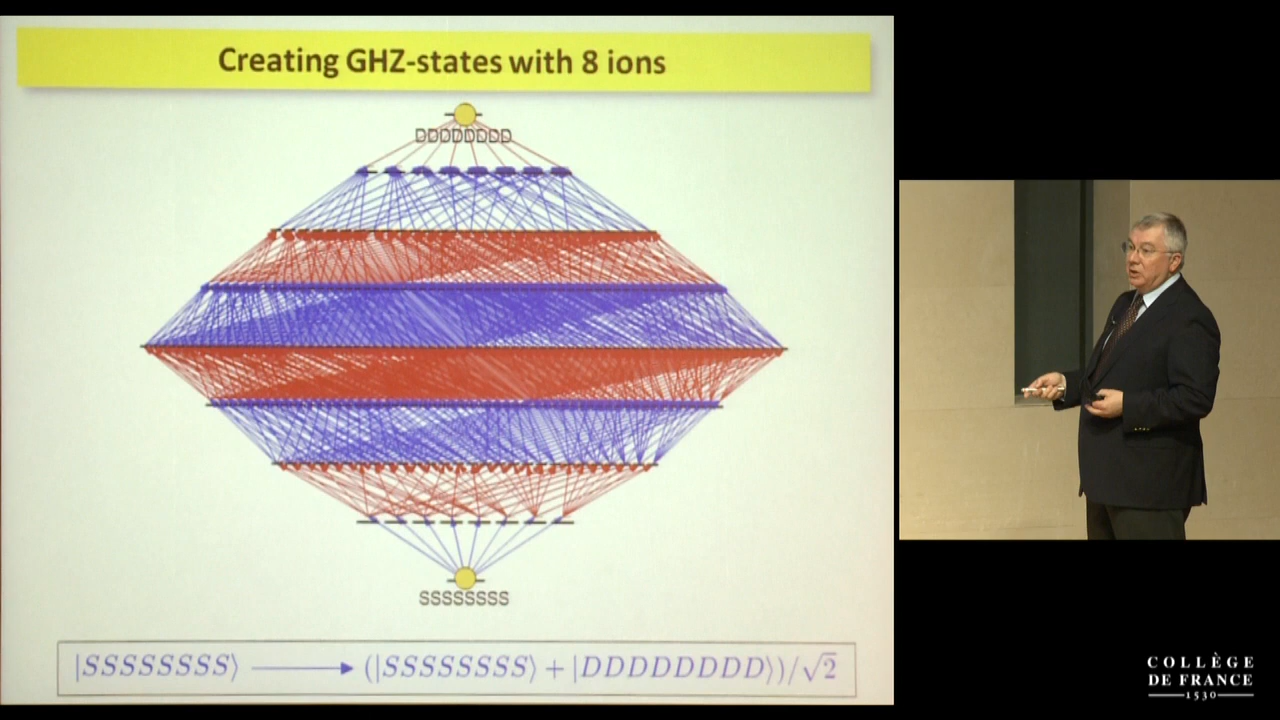 Creating GHZ-states with 8 ions
DDDDDDDD
SSSSSSSS
|SSSSSSSS⟩ ⟶ (|SSSSSSSS⟩ + |DDDDDDDD⟩)/√2
COLLÈGE
DE FRANCE
1530